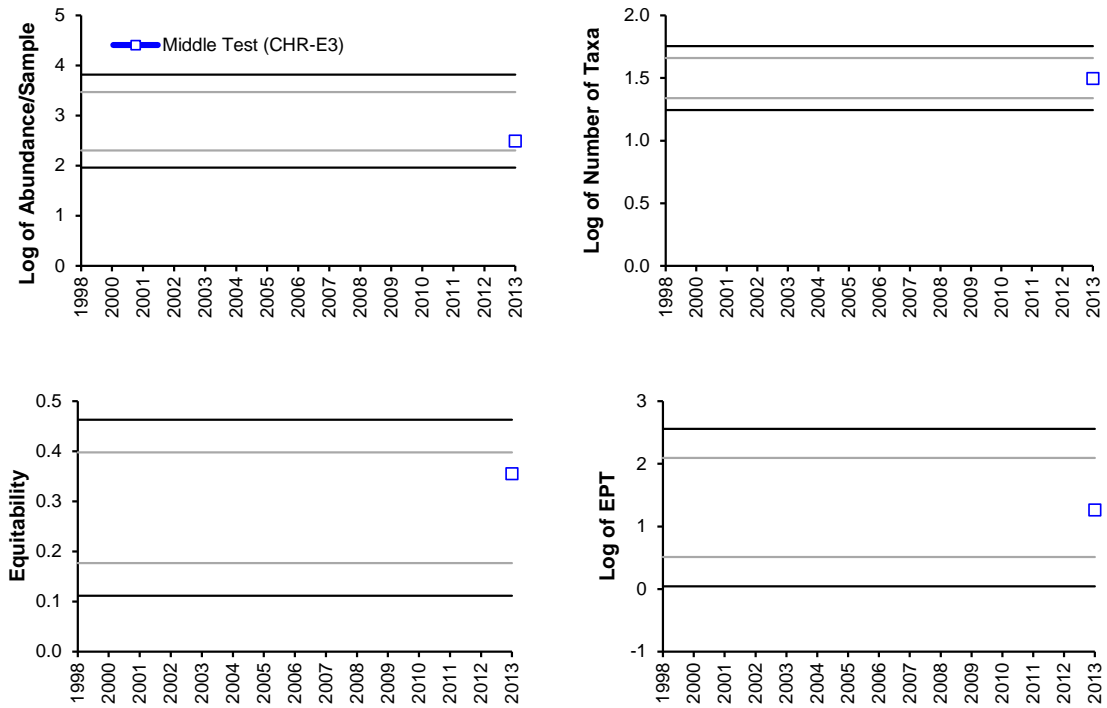 Log of Abundance/Sample
5
4
3
2
1
0
Middle Test (CHR-E3)
1998 2000 2001 2002 2003 2004 2005 2006 2007 2008 2009 2010 2011 2012 2013
Log of Number of Taxa
2.0
1.5
1.0
0.5
0.0
1998 2000 2001 2002 2003 2004 2005 2006 2007 2008 2009 2010 2011 2012 2013
Equitability
0.5
0.4
0.3
0.2
0.1
0.0
1998 2000 2001 2002 2003 2004 2005 2006 2007 2008 2009 2010 2011 2012 2013
Log of EPT
3
2
1
0
-1
1998 2000 2001 2002 2003 2004 2005 2006 2007 2008 2009 2010 2011 2012 2013